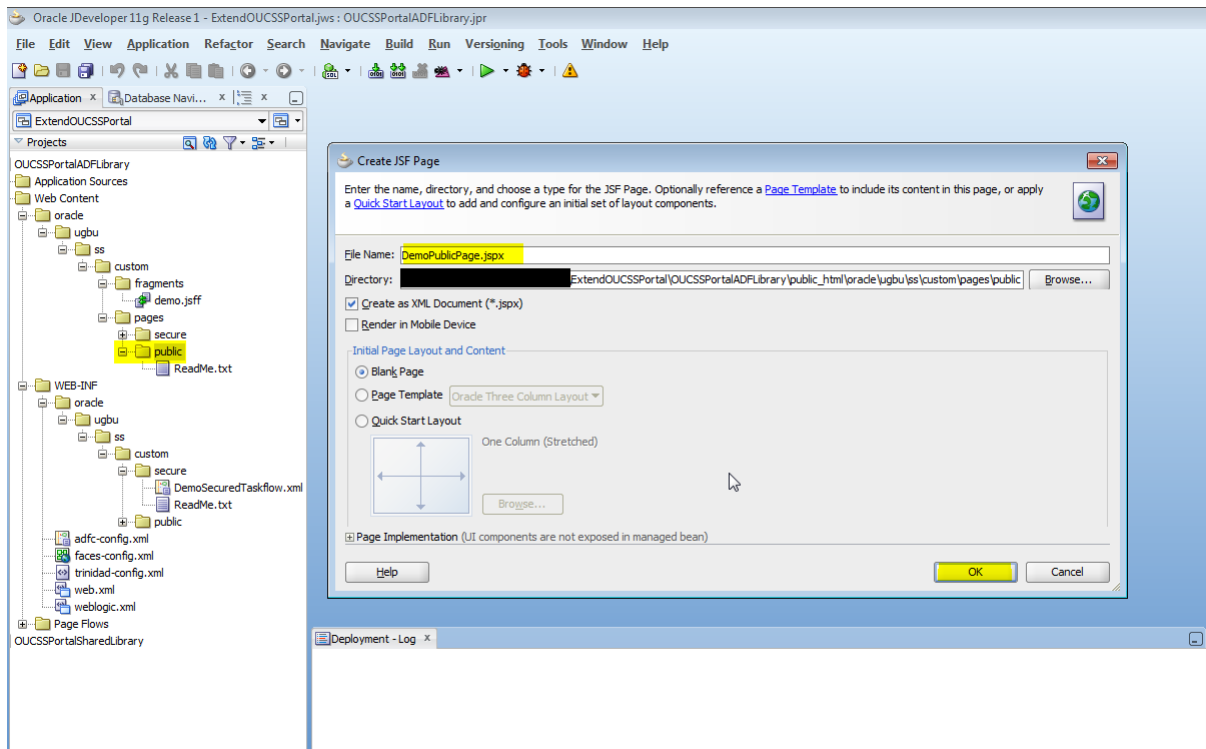 Oracle JDeveloper 11g Release 1 - ExtendOUCSSPortal.jws : OUCSSPortalADFLibrary.jpr
File Edit View Application Refactor Search Navigate Build Run Versioning Tools Window Help
Application x Database Navi... x x
ExtendOUCSSPortal
Projects
OUCSSPortalADFLibrary
Application Sources
Web Content
oracle
ugbu
ss
custom
fragments
demo.jsff
pages
secure
public
ReadMe.txt
WEB-INF
oracle
ugbu
ss
custom
secure
DemoSecuredTaskflow.xml
ReadMe.txt
public
adfc-config.xml
faces-config.xml
trinidad-config.xml
web.xml
weblogic.xml
Page Flows
OUCSSPortalSharedLibrary
Create JSF Page
Enter the name, directory, and choose a type for the JSF Page. Optionally reference a Page Template to include its content in this page, or apply
a Quick Start Layout to add and configure an initial set of layout components.
File Name: DemoPublicPage.jspx
Directory: ExtendOUCSSPortal\OUCSSPortalADFLibrary\public_html\oracle\ugbu\ss\custom\pages\public Browse...
Create as XML Document (*.jspx)
Render in Mobile Device
Initial Page Layout and Content
Blank Page
Page Template Oracle Three Column Layout
Quick Start Layout
One Column (Stretched)
Browse...
Page Implementation (UI components are not exposed in managed bean)
Help OK Cancel
Deployment - Log x